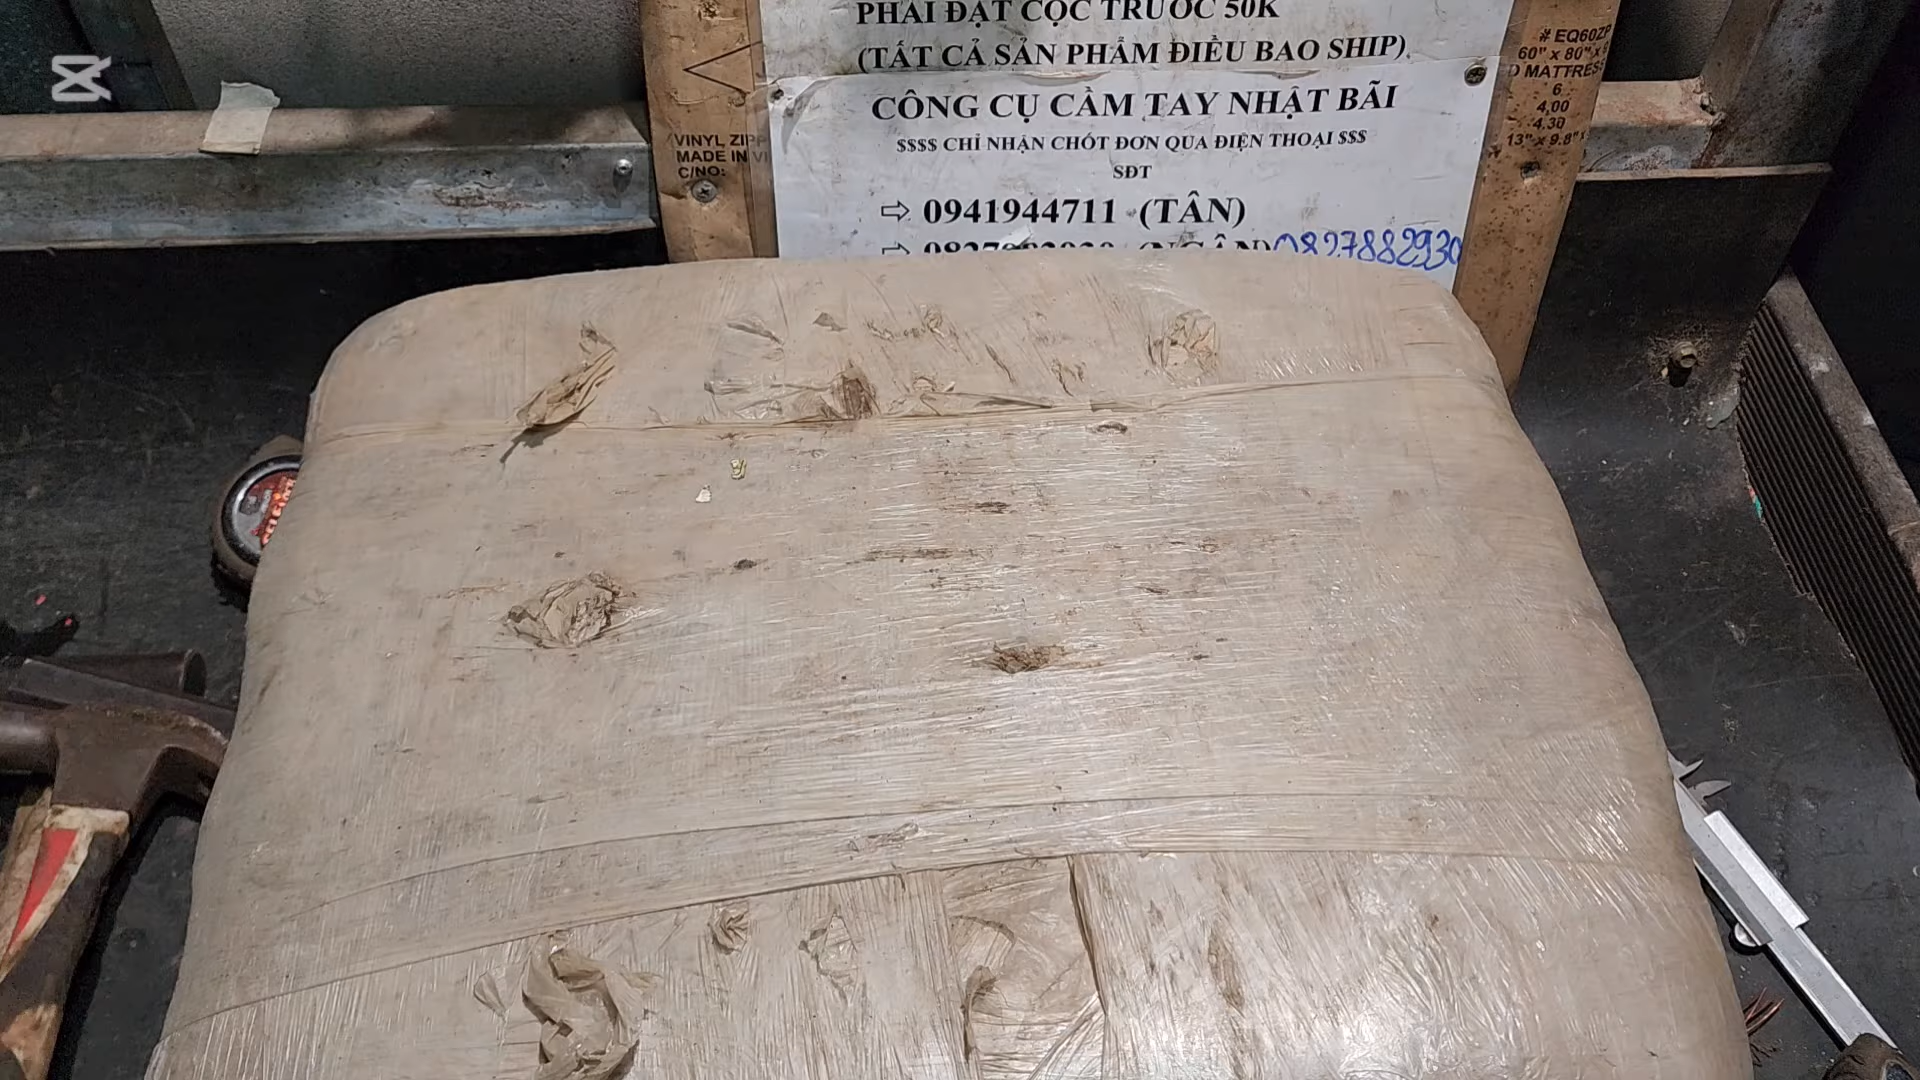 PHẢI ĐẶT CỌC TRƯỚC 50K
(TẤT CẢ SẢN PHẨM ĐIỀU BAO SHIP)
CÔNG CỤ CẦM TAY NHẬT BÃI
$$$$ CHỈ NHẬN CHỐT ĐƠN QUA ĐIỆN THOẠI $$$
SĐT
⇨ 0941944711 (TÂN)
(NGÂN) 0827882930
VINYL ZIPP
MADE IN VI
C/NO:
# EQ60ZP
60" x 80" x
D MATTRESS
6
4,00
4,30
13" x 9.8"